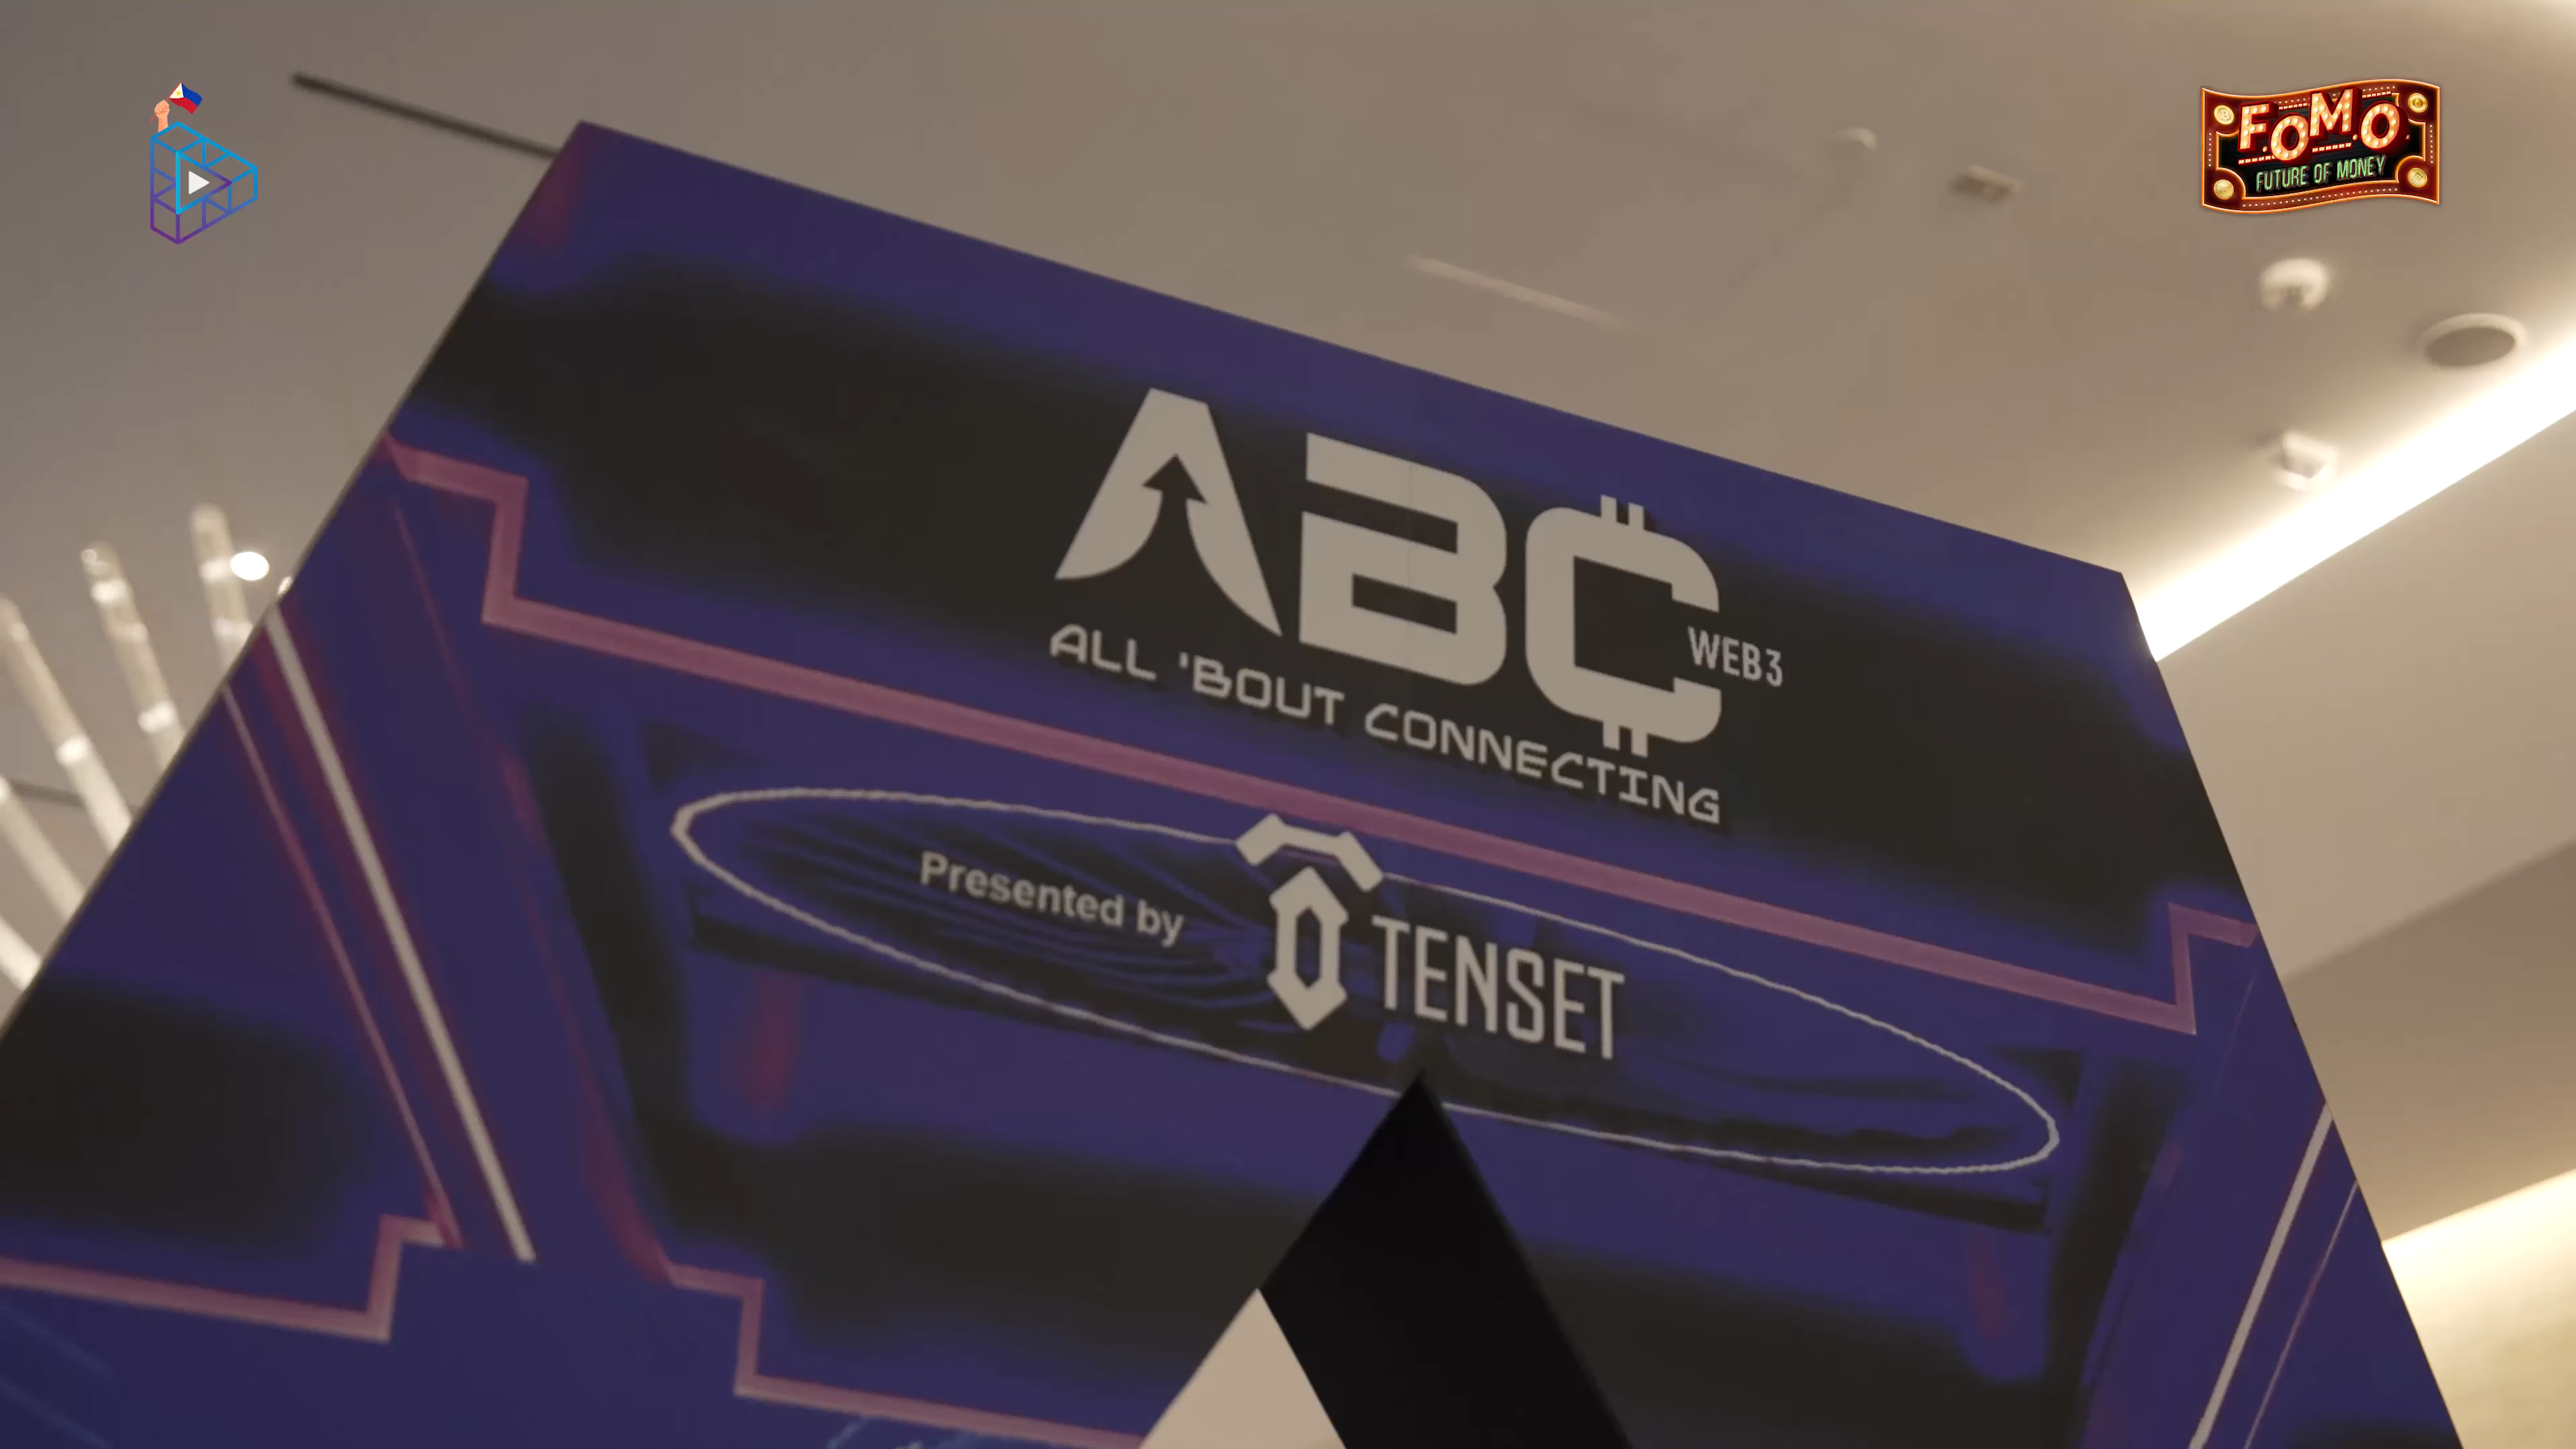 F.O.M.O.
FUTURE OF MONEY
ABC
WEB3
ALL 'BOUT CONNECTING
Presented by
TENSET